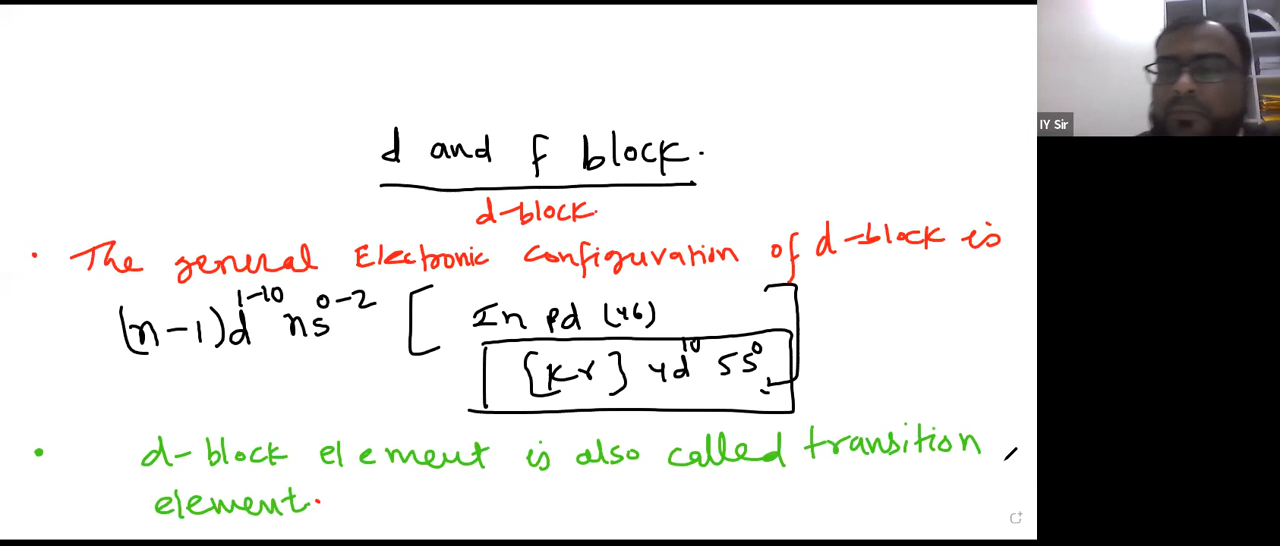 d and f block.
d-block.
. The general Electronic configuration of d-block is
(n-1)d¹⁻¹⁰ ns⁰⁻² [ In Pd (46)
[Kr] 4d¹⁰ 5s⁰ ]
• d-block element is also called transition
element.
IY Sir